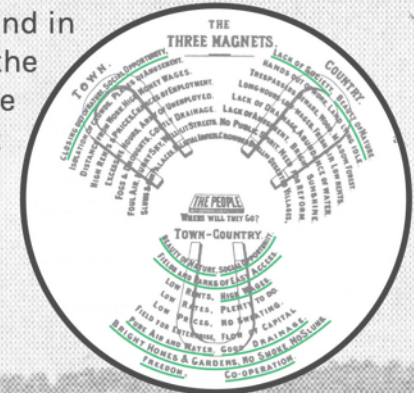 nd in
the
e
THE
THREE MAGNETS.
TOWN.
CLOSING OUT OF NATURE. SOCIAL OPPORTUNITY.
ISOLATION OF CROWDS. PLACES OF AMUSEMENT.
DISTANCE FROM WORK. HIGH MONEY WAGES.
HIGH RENTS & PRICES. CHANCES OF EMPLOYMENT.
EXCESSIVE HOURS. ARMY OF UNEMPLOYED.
FOGS & DROUGHTS. COSTLY DRAINAGE.
FOUL AIR. MURKY SKY. STREETS.
SLUMS &
COUNTRY.
LACK OF SOCIETY. BEAUTY OF NATURE.
HANDS OUT OF WORK. LAND LYING IDLE.
TRESPASSERS BEWARE. WOOD, MEADOW, FOREST.
LONG HOURS LOW WAGES. FRESH AIR. LOW RENTS.
LACK OF DRAINAGE. ABUNDANCE OF WATER.
LACK OF AMUSEMENT. BRIGHT SUNSHINE.
NO PUBLIC SPIRIT. NEED FOR REFORM.
DESERTED VILLAGES.
THE PEOPLE
WHERE WILL THEY GO?
TOWN-COUNTRY.
BEAUTY OF NATURE. SOCIAL OPPORTUNITY.
FIELDS AND PARKS OF EASY ACCESS.
LOW RENTS, HIGH WAGES.
LOW RATES, PLENTY TO DO.
LOW PRICES, NO SWEATING.
FIELD FOR ENTERPRISE, FLOW OF CAPITAL.
PURE AIR AND WATER, GOOD DRAINAGE.
BRIGHT HOMES & GARDENS, NO SMOKE, NO SLUMS.
FREEDOM. CO-OPERATION.